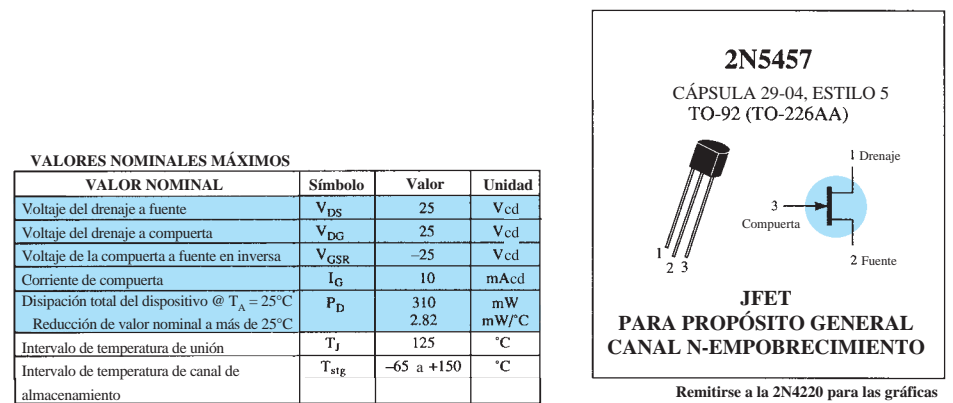 VALORES NOMINALES MÁXIMOS
VALOR NOMINAL Símbolo Valor Unidad
Voltaje del drenaje a fuente VDS 25 Vcd
Voltaje del drenaje a compuerta VDG 25 Vcd
Voltaje de la compuerta a fuente en inversa VGSR –25 Vcd
Corriente de compuerta IG 10 mAcd
Disipación total del dispositivo @ TA = 25°C PD 310 mW
Reducción de valor nominal a más de 25°C 2.82 mW/°C
Intervalo de temperatura de unión TJ 125 °C
Intervalo de temperatura de canal de Tstg –65 a +150 °C
almacenamiento
2N5457
CÁPSULA 29-04, ESTILO 5
TO-92 (TO-226AA)
1 Drenaje
3
Compuerta
2 Fuente
1
2 3
JFET
PARA PROPÓSITO GENERAL
CANAL N-EMPOBRECIMIENTO
Remitirse a la 2N4220 para las gráficas